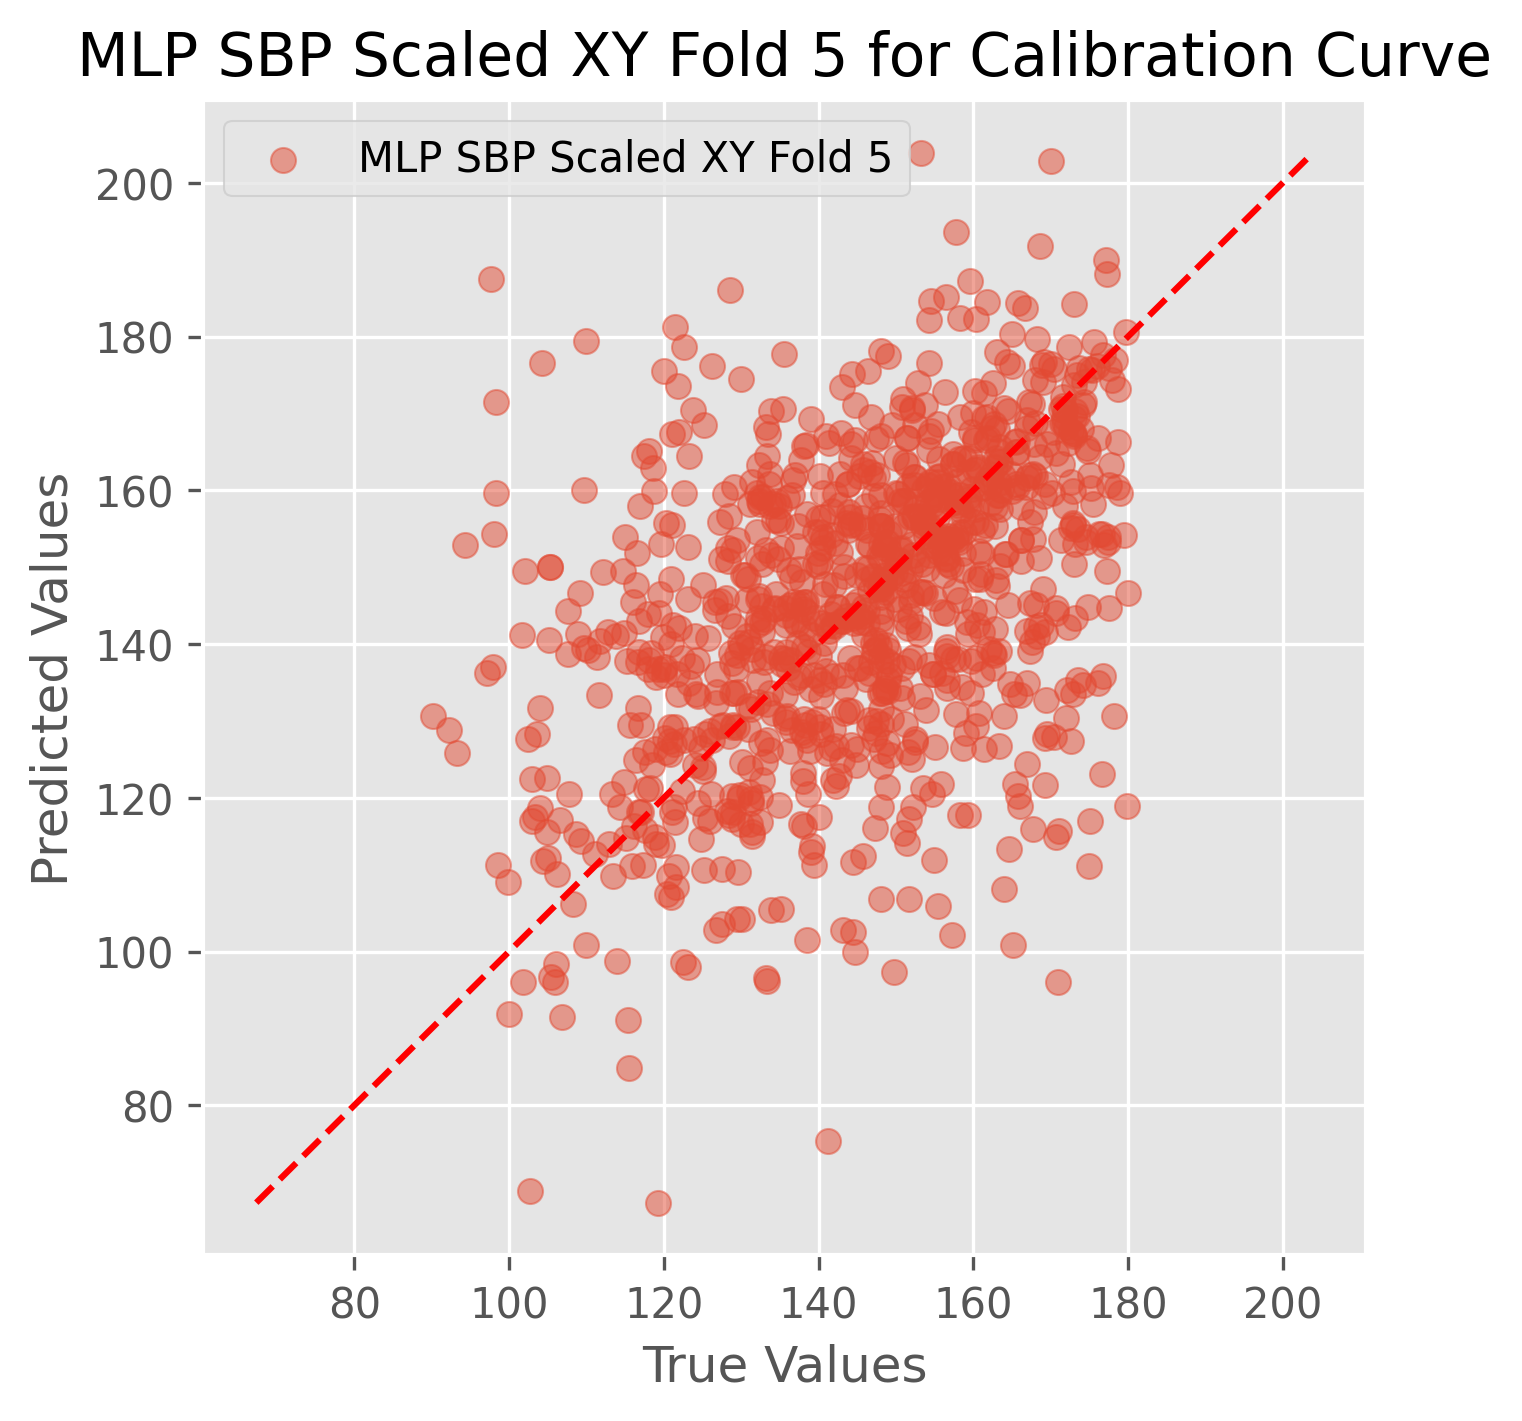 MLP SBP Scaled XY Fold 5 for Calibration Curve
MLP SBP Scaled XY Fold 5
200
180
160
140
120
100
80
Predicted Values
80 100 120 140 160 180 200
True Values